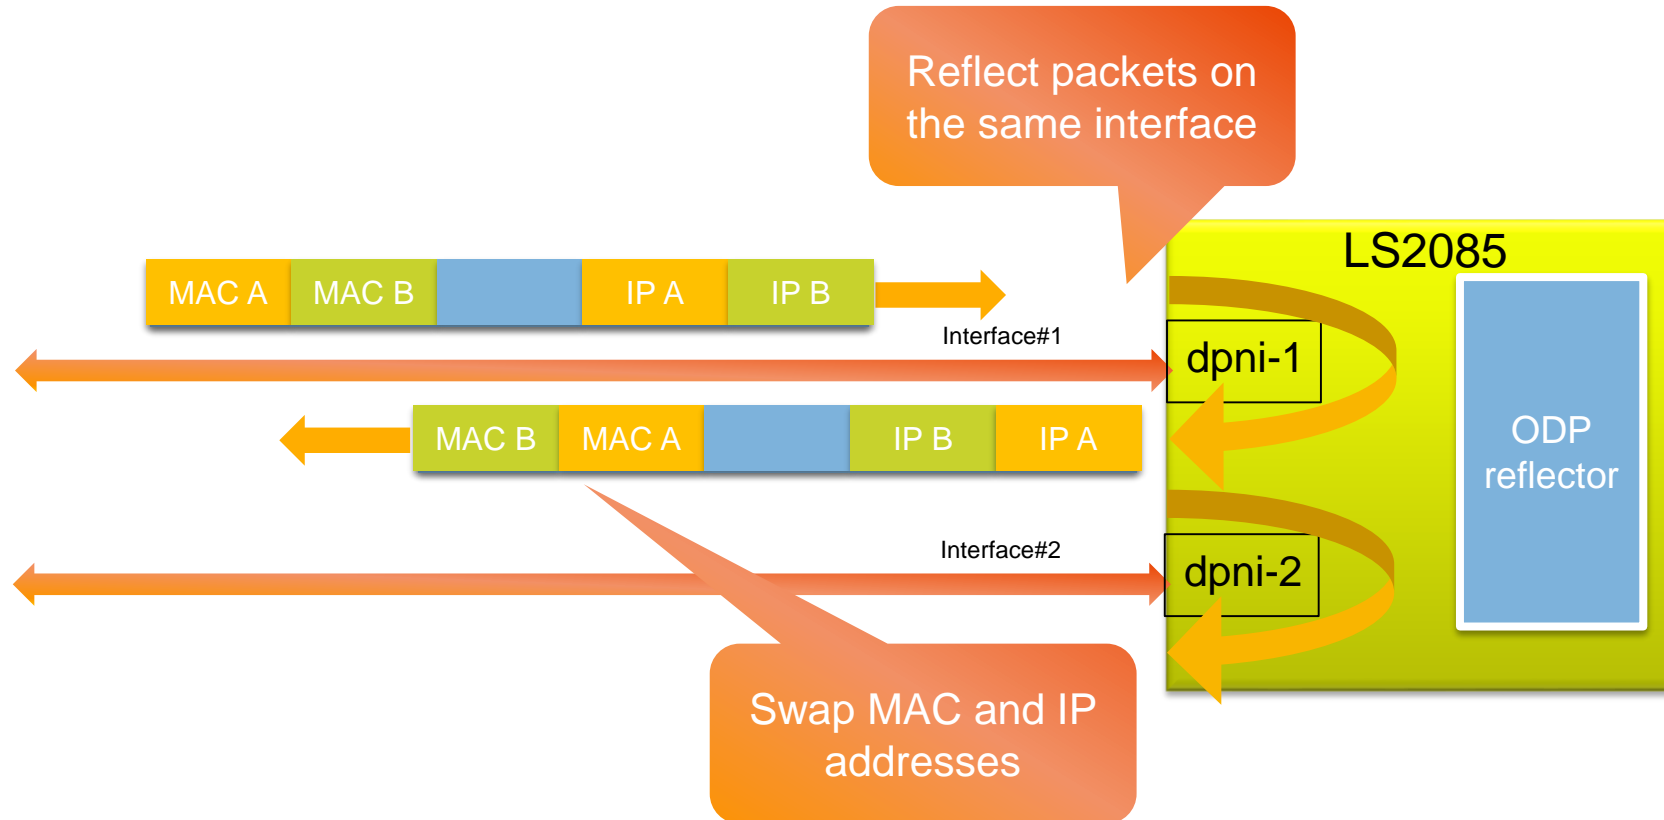 Reflect packets on
the same interface
LS2085
MAC A MAC B IP A IP B
Interface#1
dpni-1
MAC B MAC A IP B IP A
ODP
reflector
Interface#2
dpni-2
Swap MAC and IP
addresses